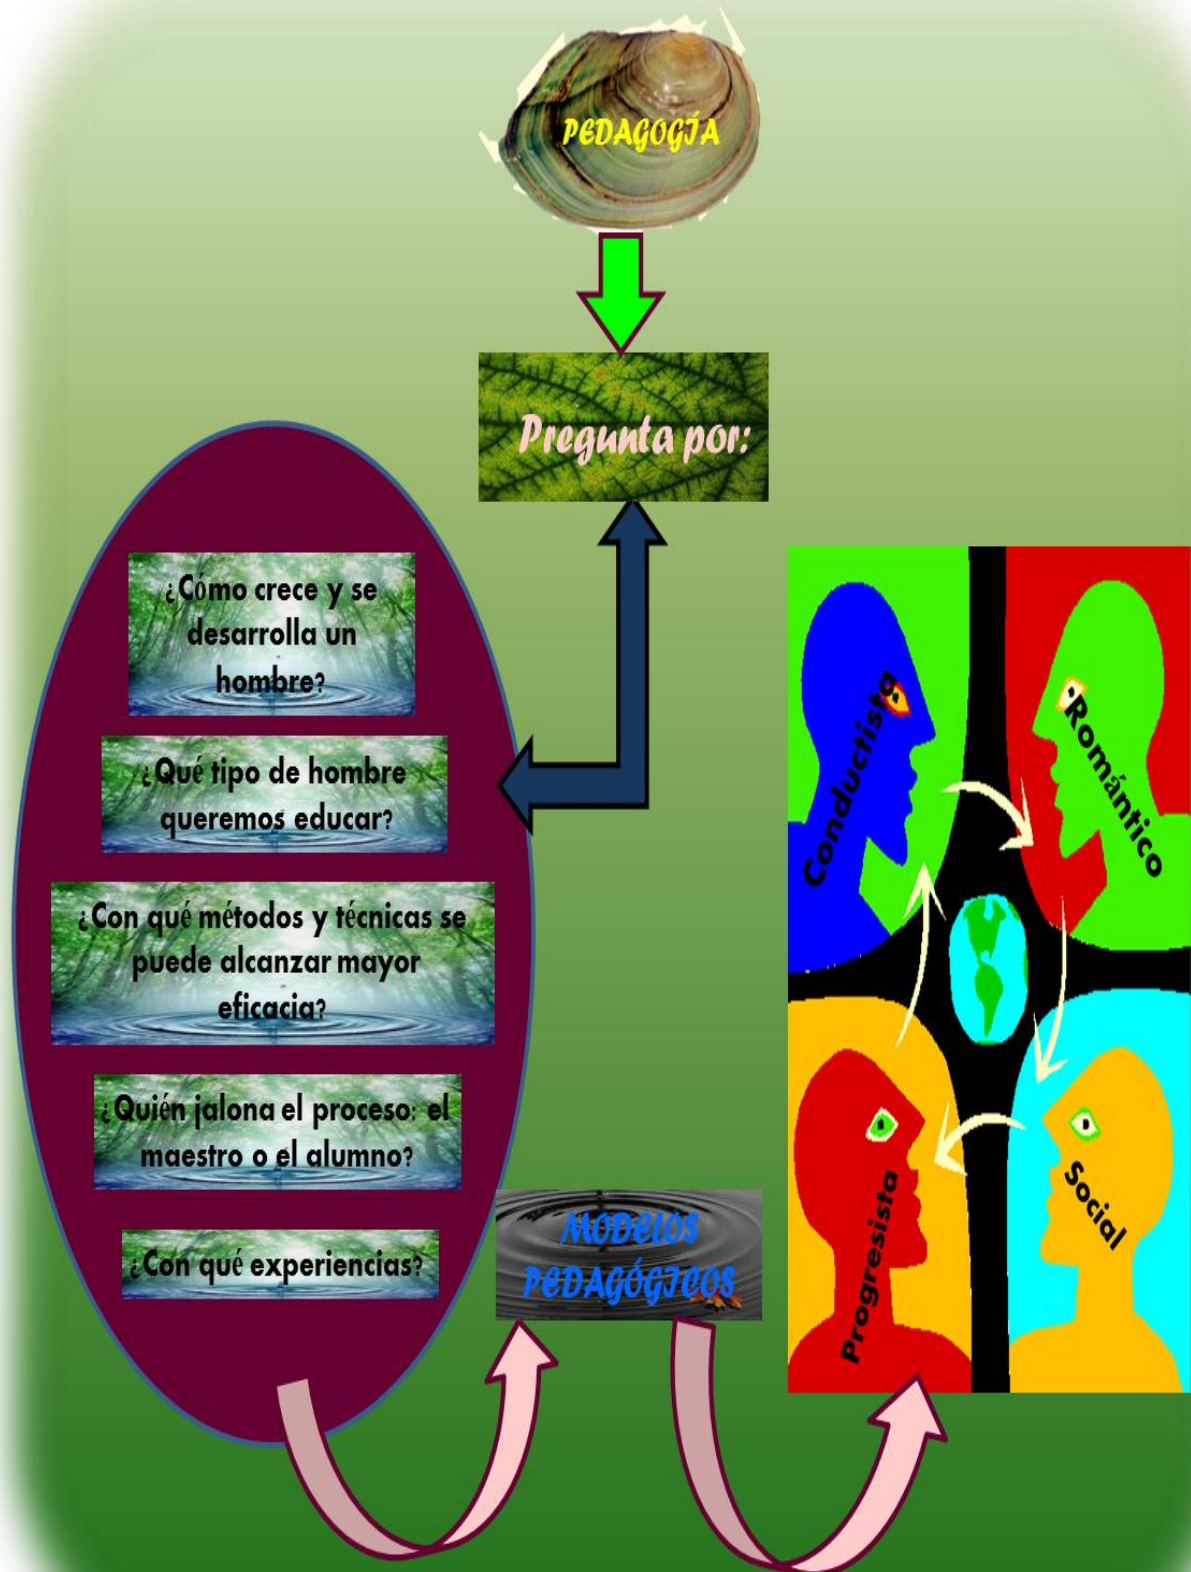 PEDAGOGÍA
Pregunta por:
¿Cómo crece y se
desarrolla un
hombre?
¿Qué tipo de hombre
queremos educar?
¿Con qué métodos y técnicas se
puede alcanzar mayor
eficacia?
¿Quién jalona el proceso: el
maestro o el alumno?
¿Con qué experiencias?
MODELOS
PEDAGÓGICOS
Conductista
Romántico
Progresista
Social